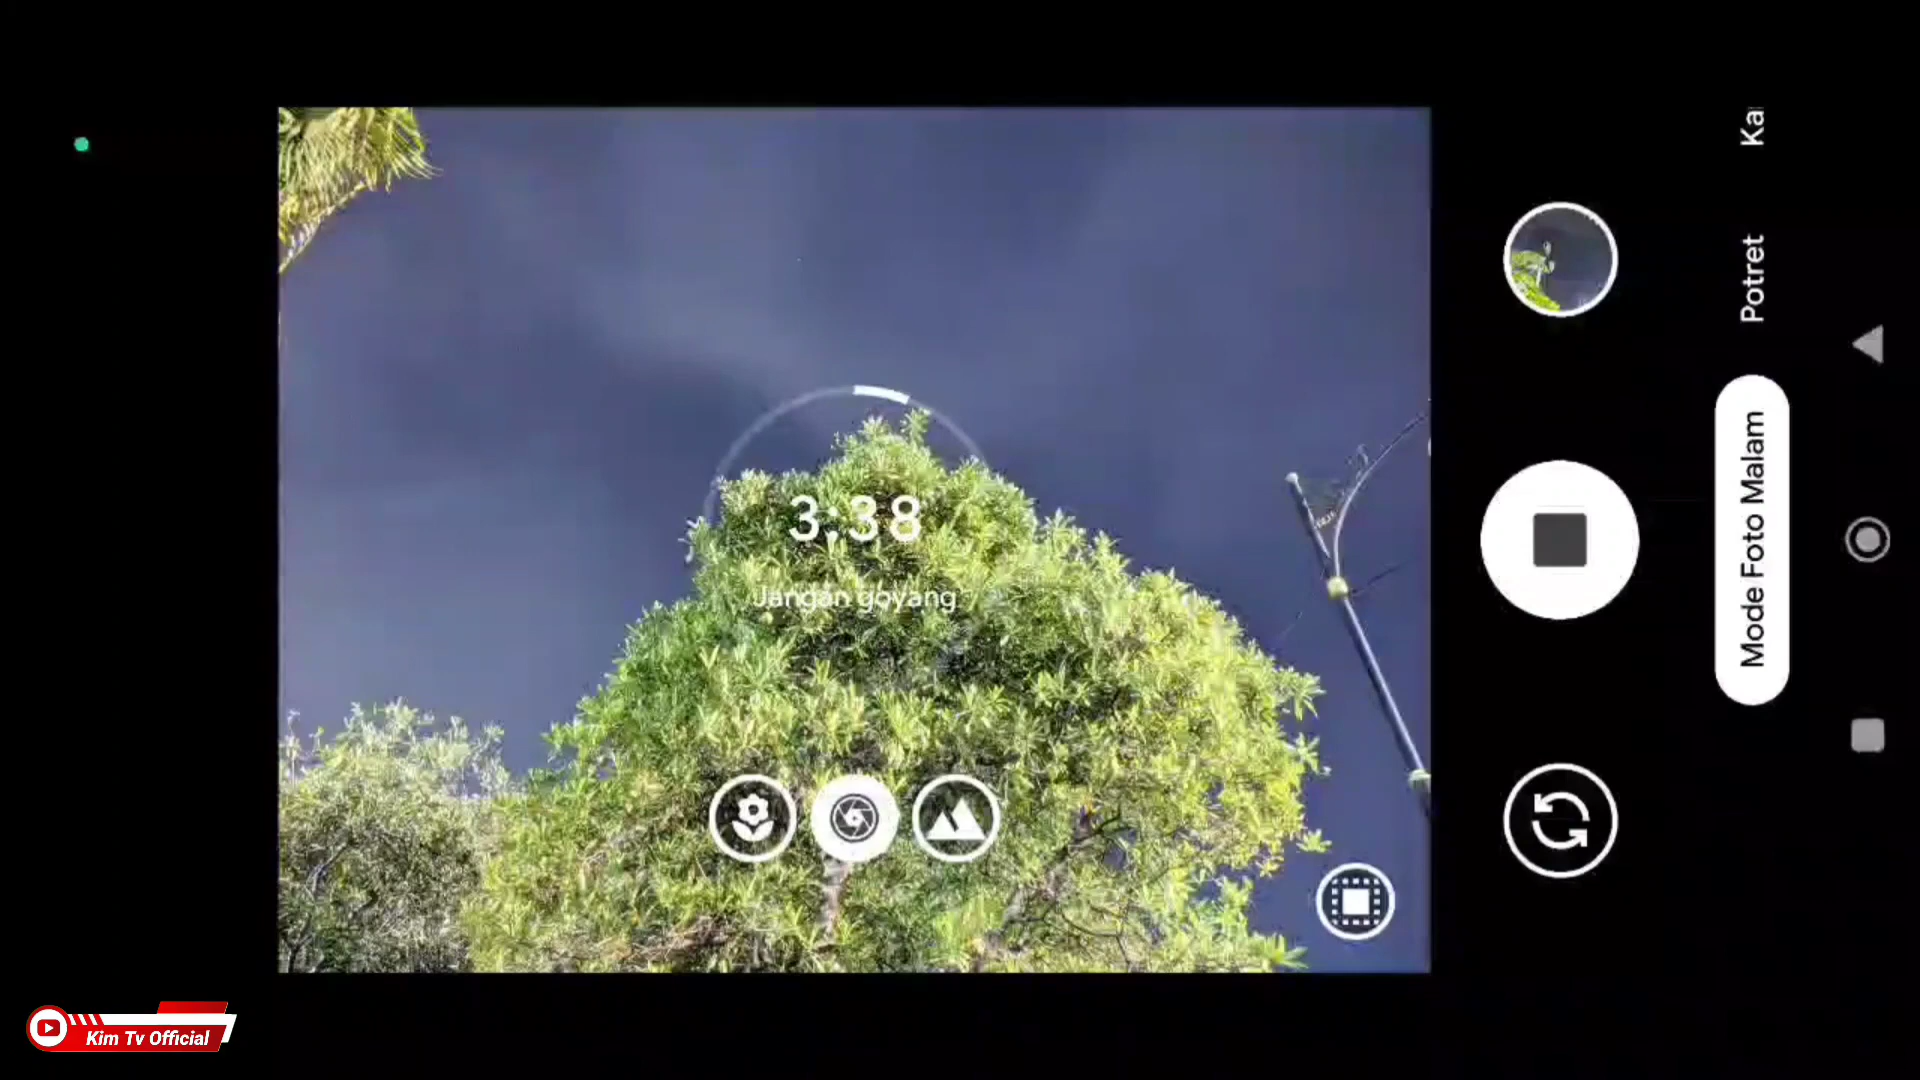 Ka
Potret
3:38
Jangan goyang
Mode Foto Malam
Kim Tv Official